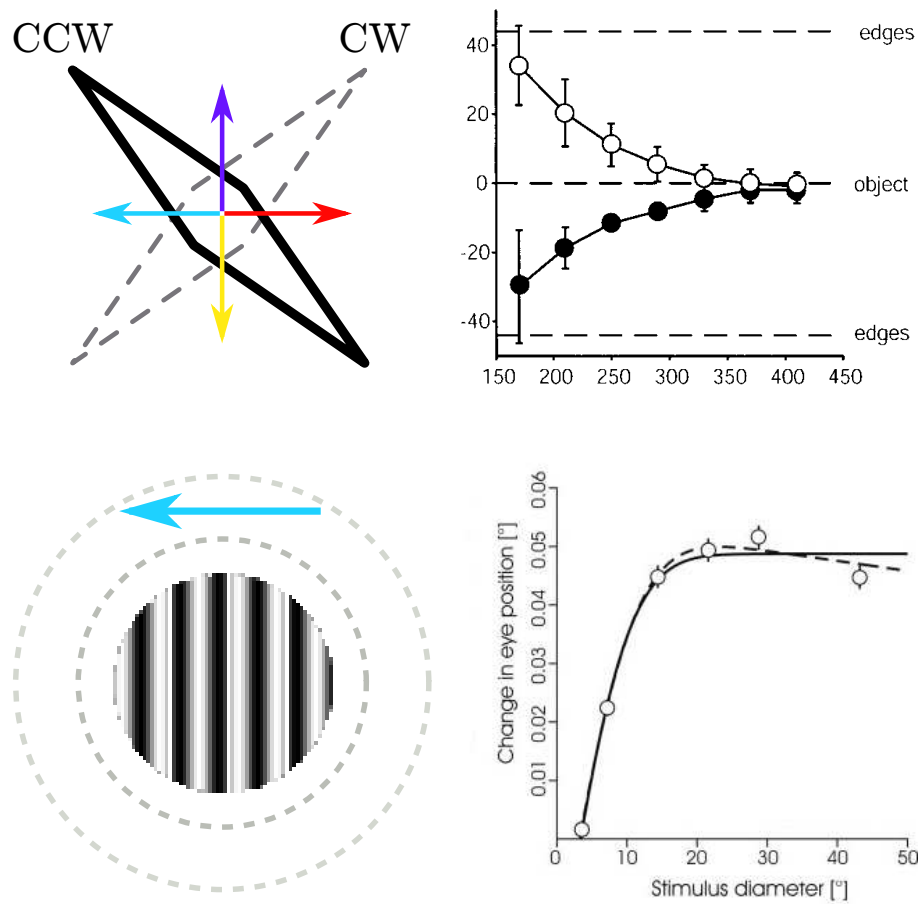 CCW CW
40
20
0
-20
-40
edges
object
edges
150 200 250 300 350 400 450
0.06
0.05
0.04
0.03
0.02
0.01
Change in eye position [°]
0 10 20 30 40 50
Stimulus diameter [°]